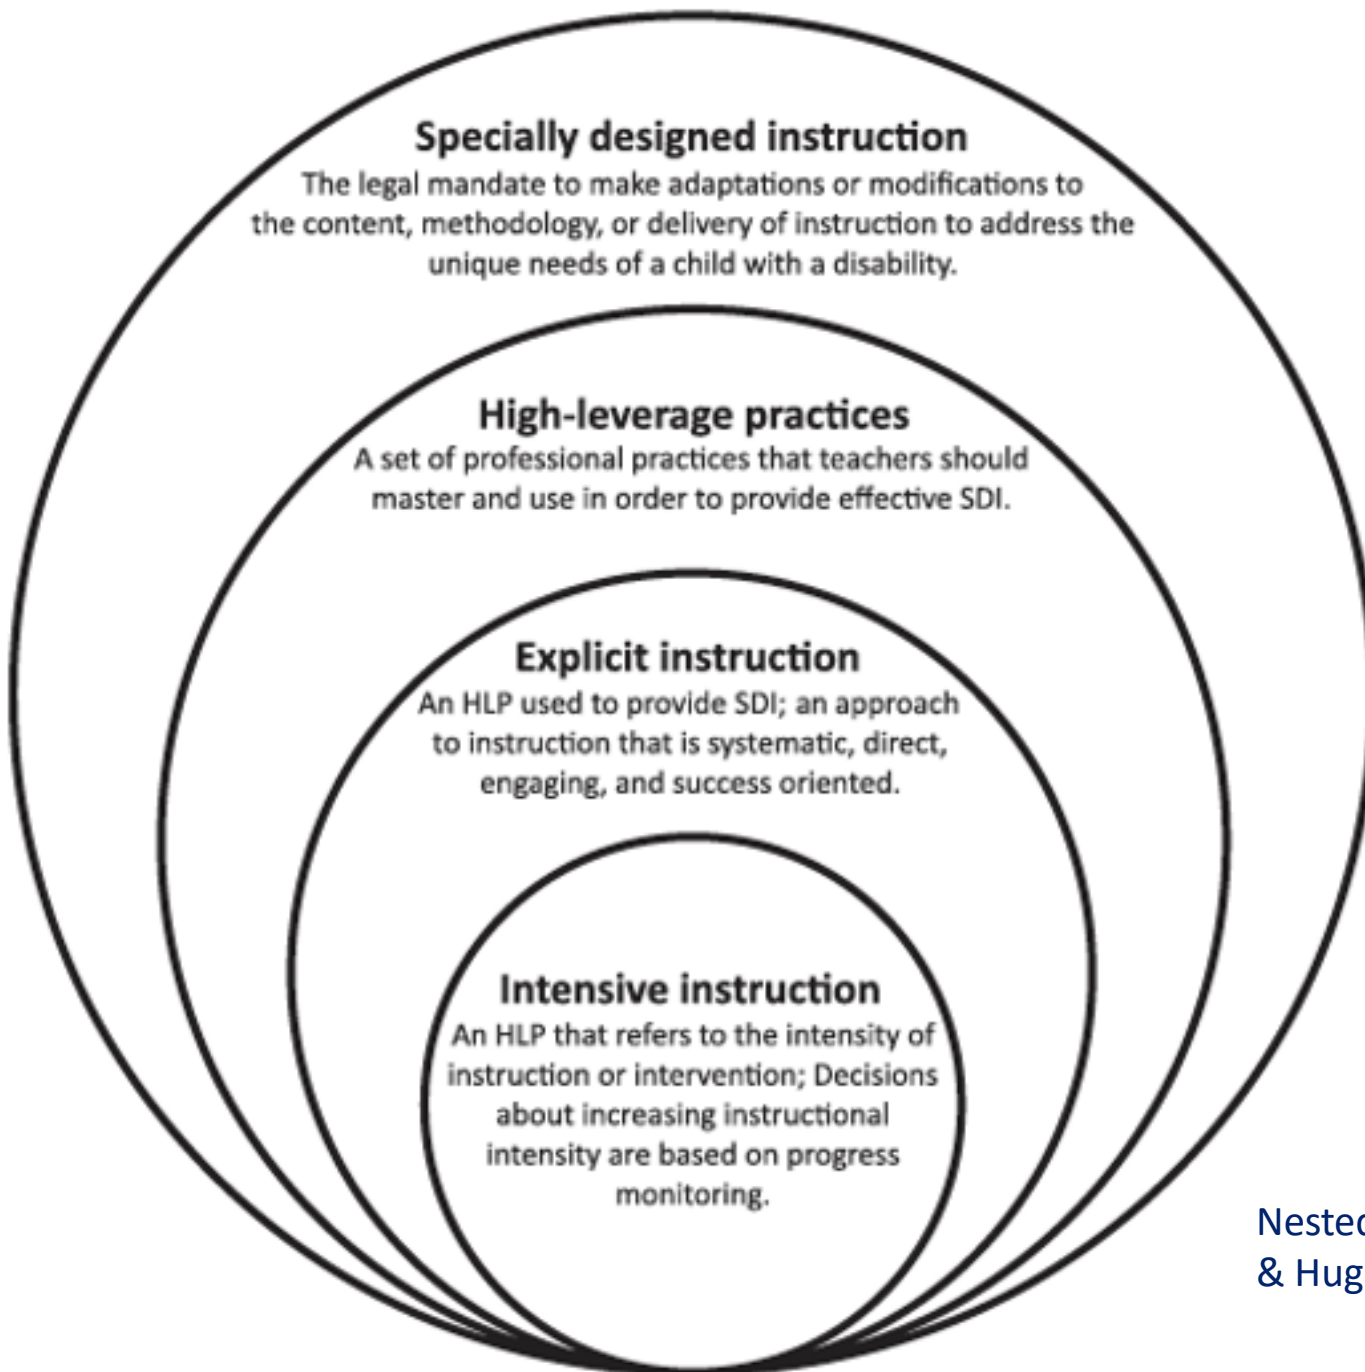 Specially designed instruction
The legal mandate to make adaptations or modifications to
the content, methodology, or delivery of instruction to address the
unique needs of a child with a disability.
High-leverage practices
A set of professional practices that teachers should
master and use in order to provide effective SDI.
Explicit instruction
An HLP used to provide SDI; an approach
to instruction that is systematic, direct,
engaging, and success oriented.
Intensive instruction
An HLP that refers to the intensity of
instruction or intervention; Decisions
about increasing instructional
intensity are based on progress
monitoring.
&